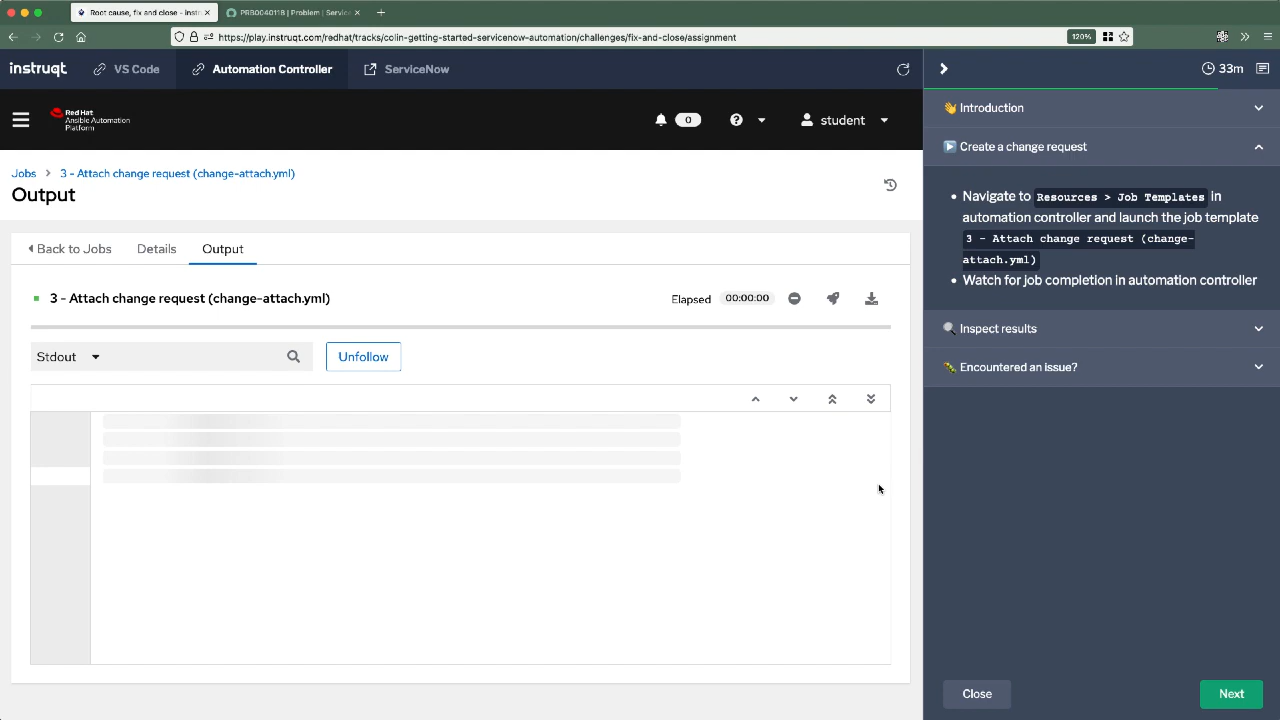 Root cause, fix and close - instru
PRB0040118 | Problem | Service
https://play.instruqt.com/redhat/tracks/colin-getting-started-servicenow-automation/challenges/fix-and-close/assignment
120%
instruqt
VS Code
Automation Controller
ServiceNow
33m
Red Hat
Ansible Automation
Platform
0
student
Jobs
3 - Attach change request (change-attach.yml)
Output
Back to Jobs
Details
Output
3 - Attach change request (change-attach.yml)
Elapsed
00:00:00
Stdout
Unfollow
Introduction
Create a change request
Navigate to Resources > Job Templates in
automation controller and launch the job template
3 - Attach change request (change-
attach.yml)
Watch for job completion in automation controller
Inspect results
Encountered an issue?
Close
Next